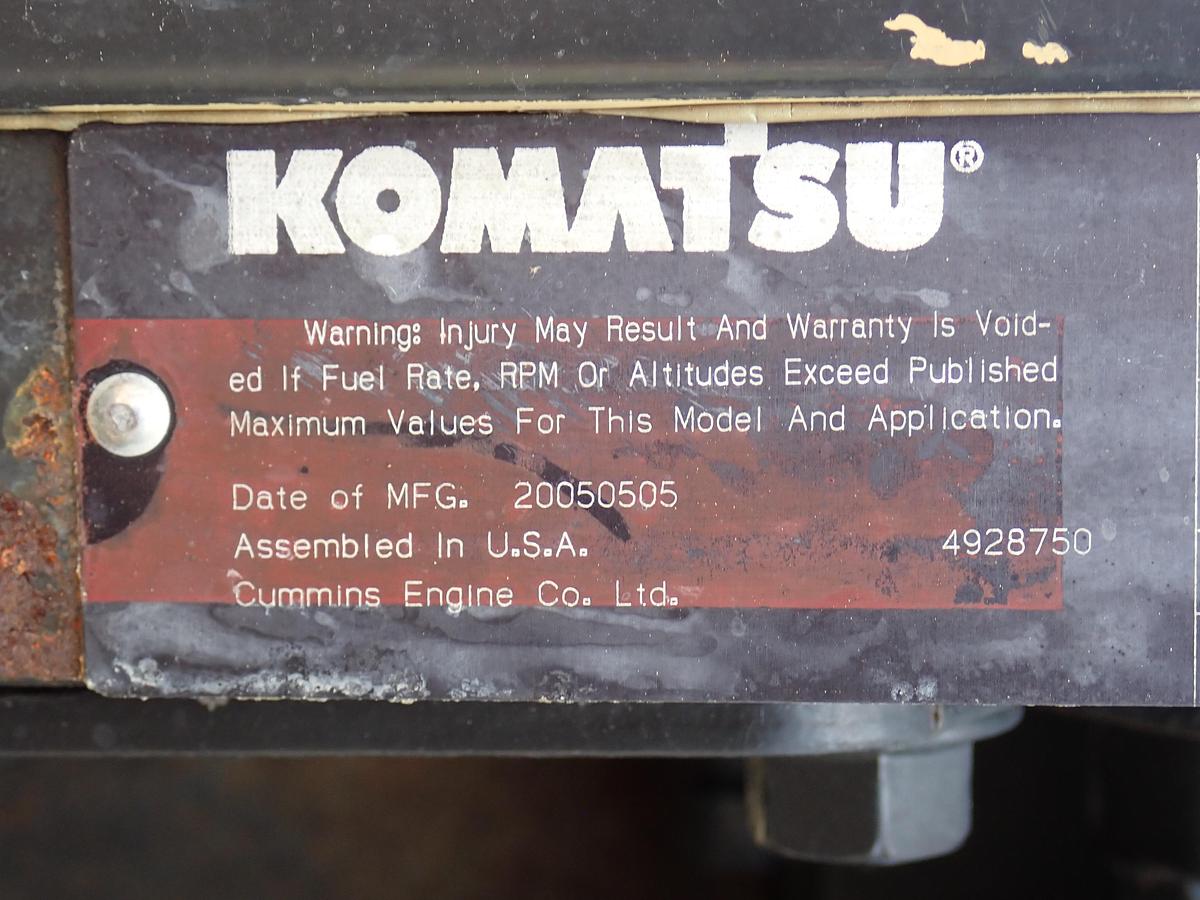 KOMATSU®
Warning: Injury May Result And Warranty Is Void-
ed If Fuel Rate, RPM Or Altitudes Exceed Published
Maximum Values For This Model And Application.
Date of MFG. 20050505
Assembled In U.S.A. 4928750
Cummins Engine Co. Ltd.